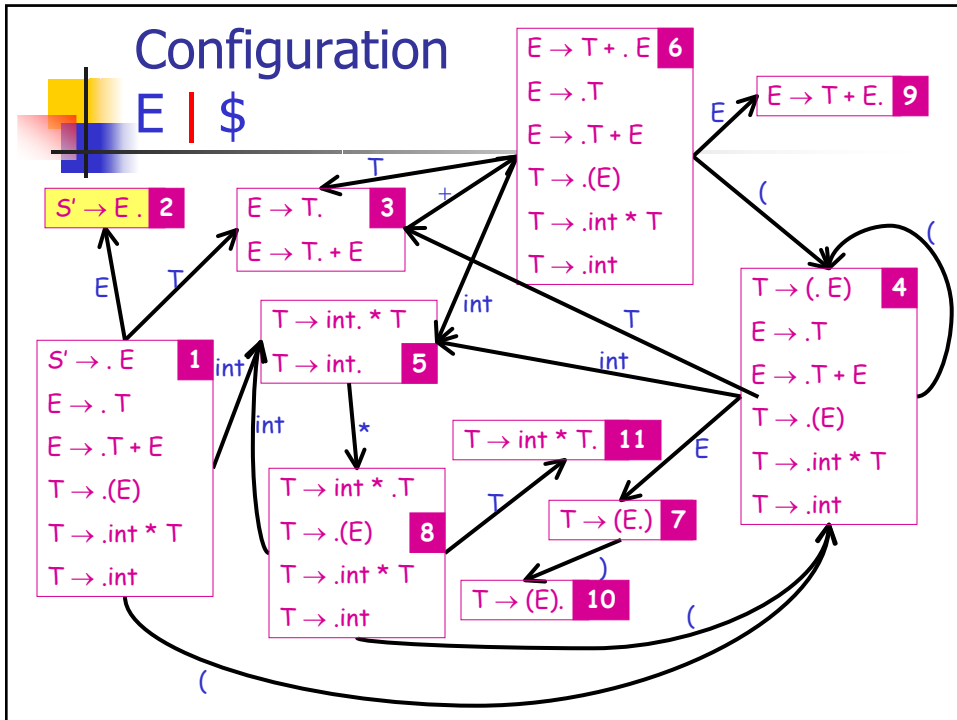 Configuration
E | $
E → T + . E 6
E → .T
E → .T + E
T → .(E)
T → .int * T
T → .int
E → T + E. 9
E
S' → E . 2
E → T. 3
E → T. + E
T
+
(
(
E
T
int
T
int
T → int. * T
T → int. 5
T → (. E) 4
E → .T
E → .T + E
T → .(E)
T → .int * T
T → .int
S' → . E 1
E → . T
E → .T + E
T → .(E)
T → .int * T
T → .int
int
int
*
T → int * T. 11
E
T → int * .T
T → .(E) 8
T → .int * T
T → .int
T
T → (E.) 7
)
T → (E). 10
(
(